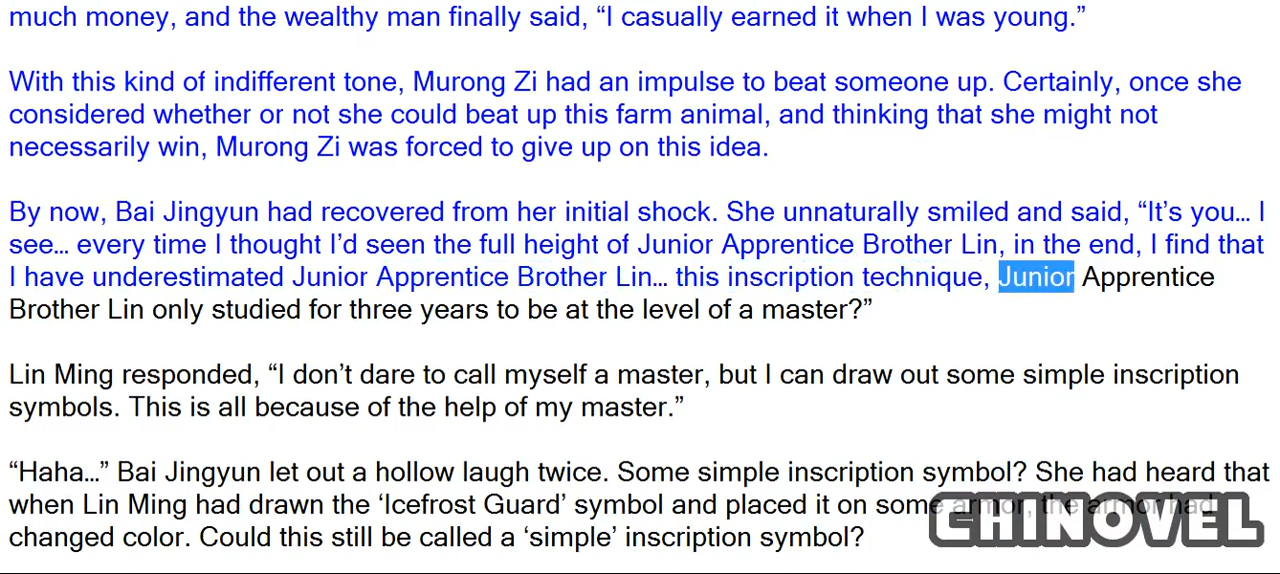 much money, and the wealthy man finally said, “I casually earned it when I was young.”
With this kind of indifferent tone, Murong Zi had an impulse to beat someone up. Certainly, once she
considered whether or not she could beat up this farm animal, and thinking that she might not
necessarily win, Murong Zi was forced to give up on this idea.
By now, Bai Jingyun had recovered from her initial shock. She unnaturally smiled and said, “It’s you… I
see… every time I thought I’d seen the full height of Junior Apprentice Brother Lin, in the end, I find that
I have underestimated Junior Apprentice Brother Lin… this inscription technique, Junior Apprentice
Brother Lin only studied for three years to be at the level of a master?”
Lin Ming responded, “I don’t dare to call myself a master, but I can draw out some simple inscription
symbols. This is all because of the help of my master.”
“Haha…” Bai Jingyun let out a hollow laugh twice. Some simple inscription symbol? She had heard that
when Lin Ming had drawn the ‘Icefrost Guard’ symbol and placed it on some armor, the armor had
changed color. Could this still be called a ‘simple’ inscription symbol?
CHINOVEL